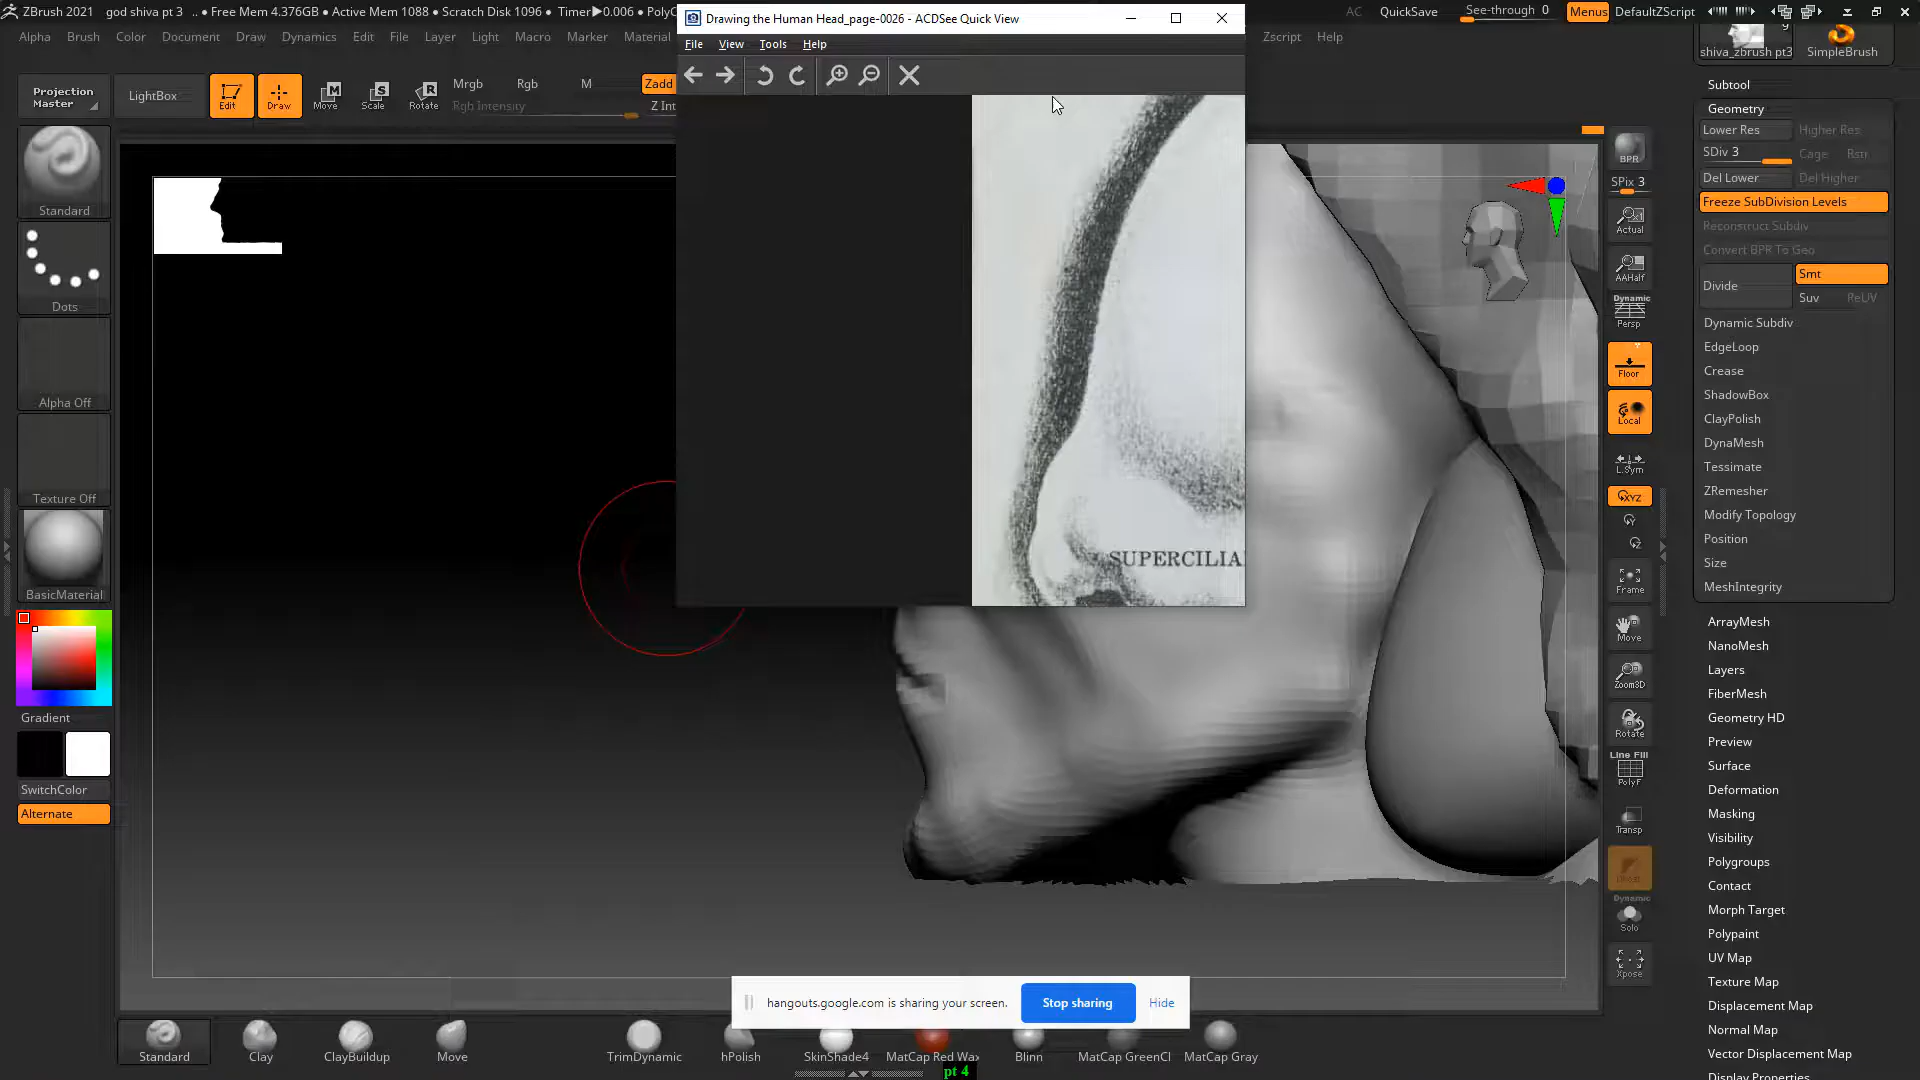 ZBrush 2021 god shiva pt 3 .. ● Free Mem 4.376GB ● Active Mem 1088 ● Scratch Disk 1096 ● Timer▶0.006 ● PolyC
Drawing the Human Head_page-0026 - ACDSee Quick View
AC QuickSave See-through 0 Menus DefaultZScript
Alpha Brush Color Document Draw Dynamics Edit File Layer Light Macro Marker Material
File View Tools Help
Zscript Help
shiva_zbrush pt3 SimpleBrush
9
Projection Master
LightBox
Edit
Draw
Move
Scale
Rotate
Mrgb Rgb M Zadd
Rgb Intensity Z Int
Standard
Dots
Alpha Off
Texture Off
BasicMaterial
Gradient
SwitchColor
Alternate
SUPERCILIA
BPR
SPix 3
Actual
AAHalf
Dynamic
Persp
Floor
Local
L.Sym
XYZ
Y
Z
Frame
Move
Zoom3D
Rotate
Line Fill
PolyF
Transp
Dynamic
Solo
Xpose
Subtool
Geometry
Lower Res Higher Res
SDiv 3 Cage Rstr
Del Lower Del Higher
Freeze SubDivision Levels
Reconstruct Subdiv
Convert BPR To Geo
Divide Smt
Suv ReUV
Dynamic Subdiv
EdgeLoop
Crease
ShadowBox
ClayPolish
DynaMesh
Tessimate
ZRemesher
Modify Topology
Position
Size
MeshIntegrity
ArrayMesh
NanoMesh
Layers
FiberMesh
Geometry HD
Preview
Surface
Deformation
Masking
Visibility
Polygroups
Contact
Morph Target
Polypaint
UV Map
Texture Map
Displacement Map
Normal Map
Vector Displacement Map
Display Properties
hangouts.google.com is sharing your screen. Stop sharing Hide
Standard Clay ClayBuildup Move TrimDynamic hPolish SkinShade4 MatCap Red Wax Blinn MatCap GreenCl MatCap Gray
pt 4